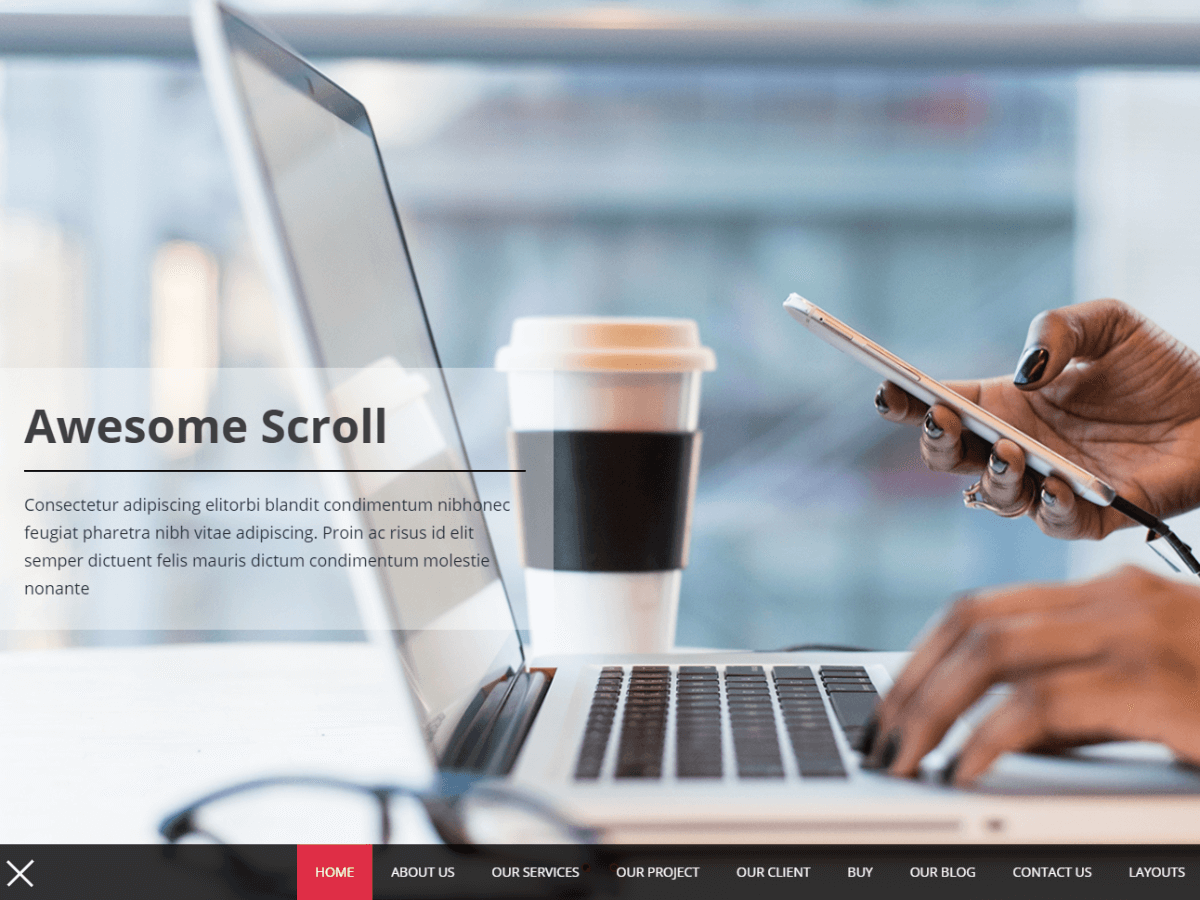 Awesome Scroll
Consectetur adipiscing elitorbi blandit condimentum nibhonec
feugiat pharetra nibh vitae adipiscing. Proin ac risus id elit
semper dictuent felis mauris dictum condimentum molestie
nonante
HOME ABOUT US OUR SERVICES OUR PROJECT OUR CLIENT BUY OUR BLOG CONTACT US LAYOUTS